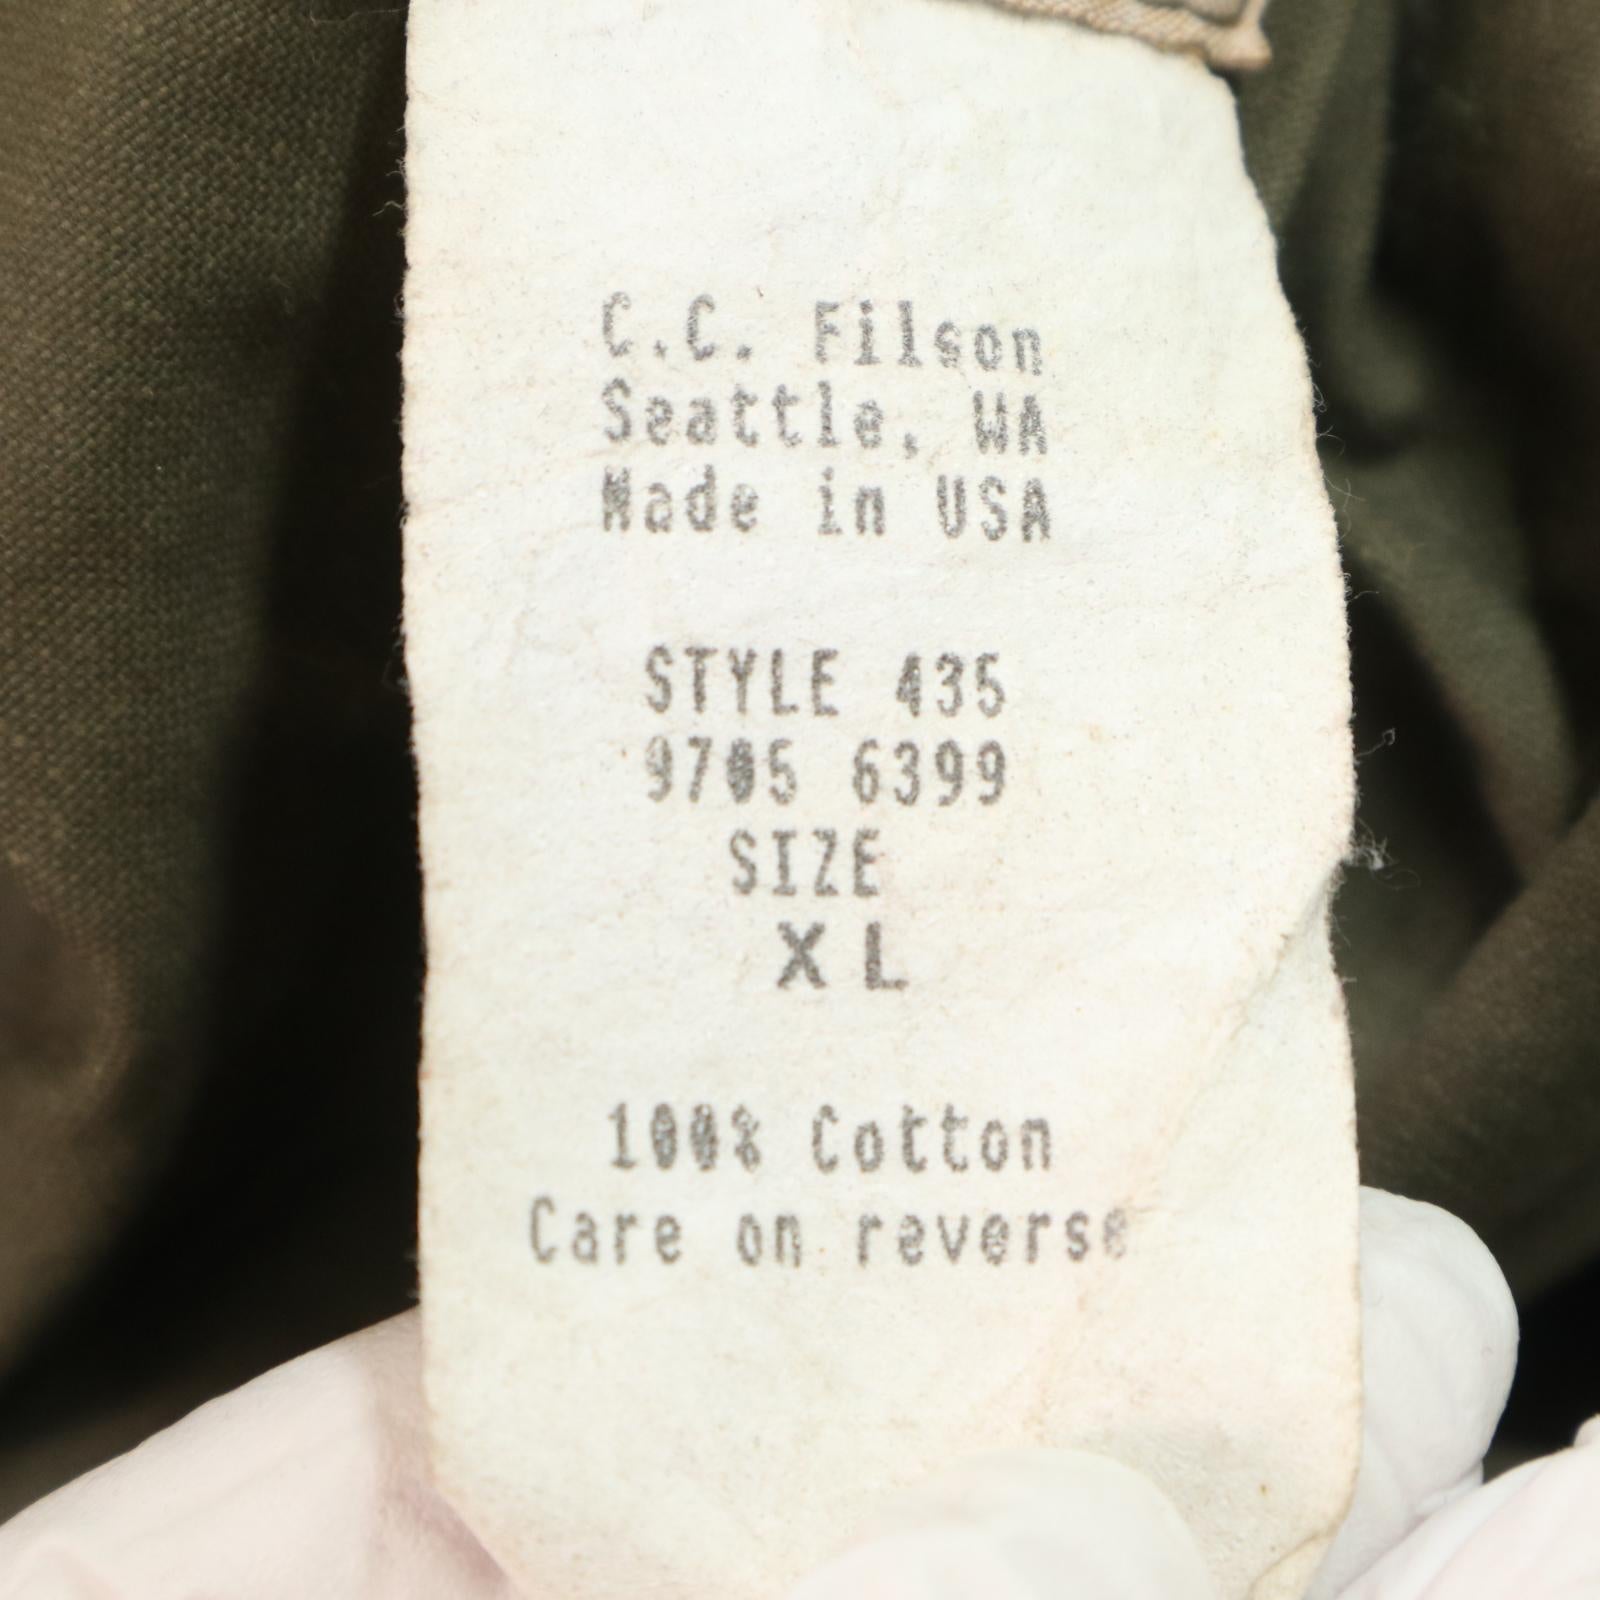 C.C. Filson
Seattle, WA
Made in USA
STYLE 435
9705 6399
SIZE
XL
100% Cotton
Care on reverse